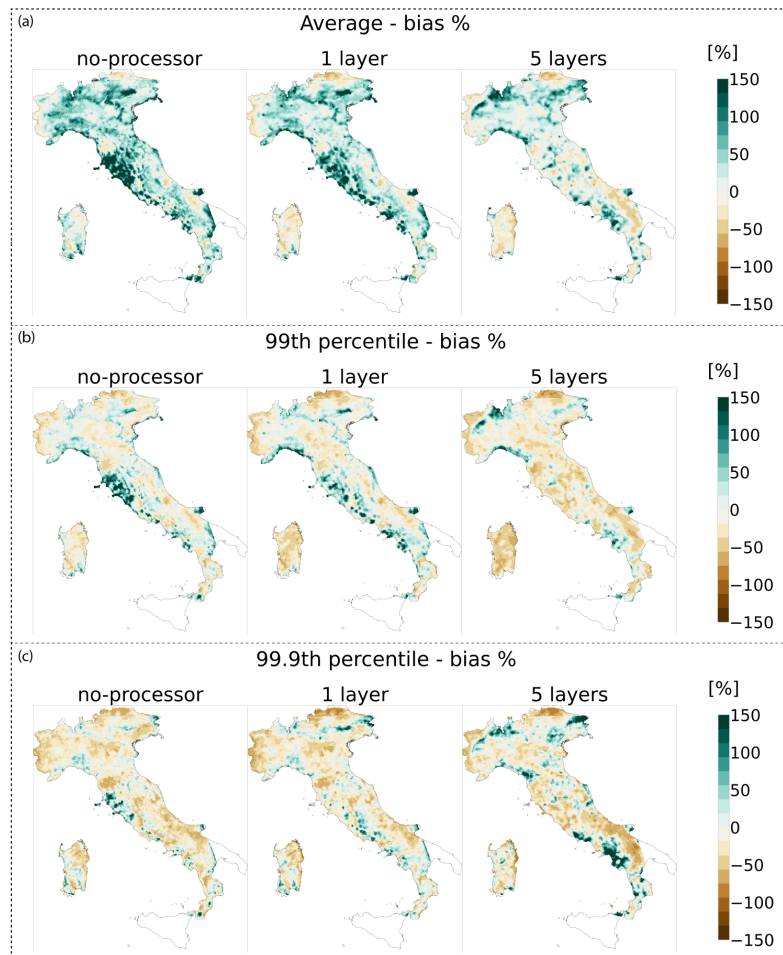 (a)
Average - bias %
no-processor
1 layer
5 layers
[%]
150
100
50
0
−50
−100
−150
(b)
99th percentile - bias %
no-processor
1 layer
5 layers
[%]
150
100
50
0
−50
−100
−150
(c)
99.9th percentile - bias %
no-processor
1 layer
5 layers
[%]
150
100
50
0
−50
−100
−150